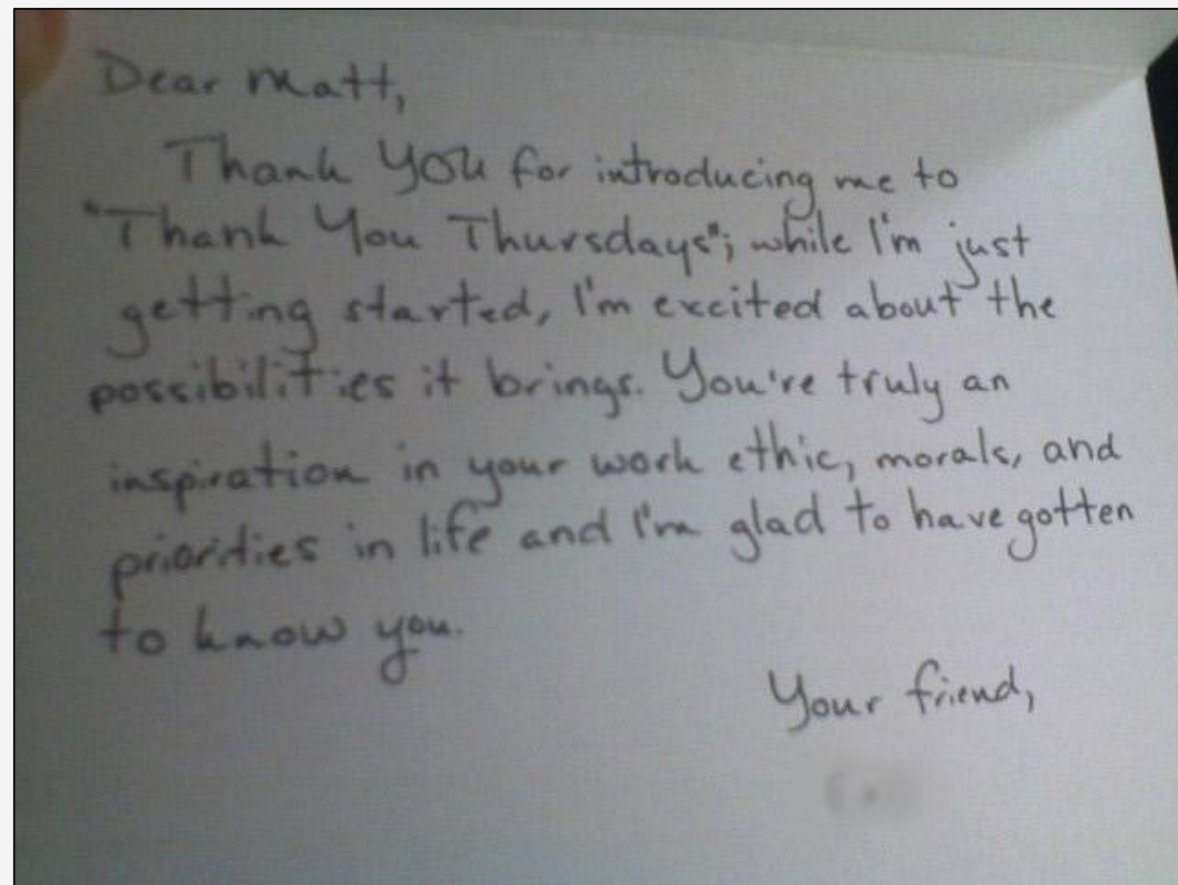 Dear Matt,
Thank YOU for introducing me to
"Thank You Thursdays"; while I'm just
getting started, I'm excited about the
possibilities it brings. You're truly an
inspiration in your work ethic, morals, and
priorities in life and I'm glad to have gotten
to know you.
Your friend,